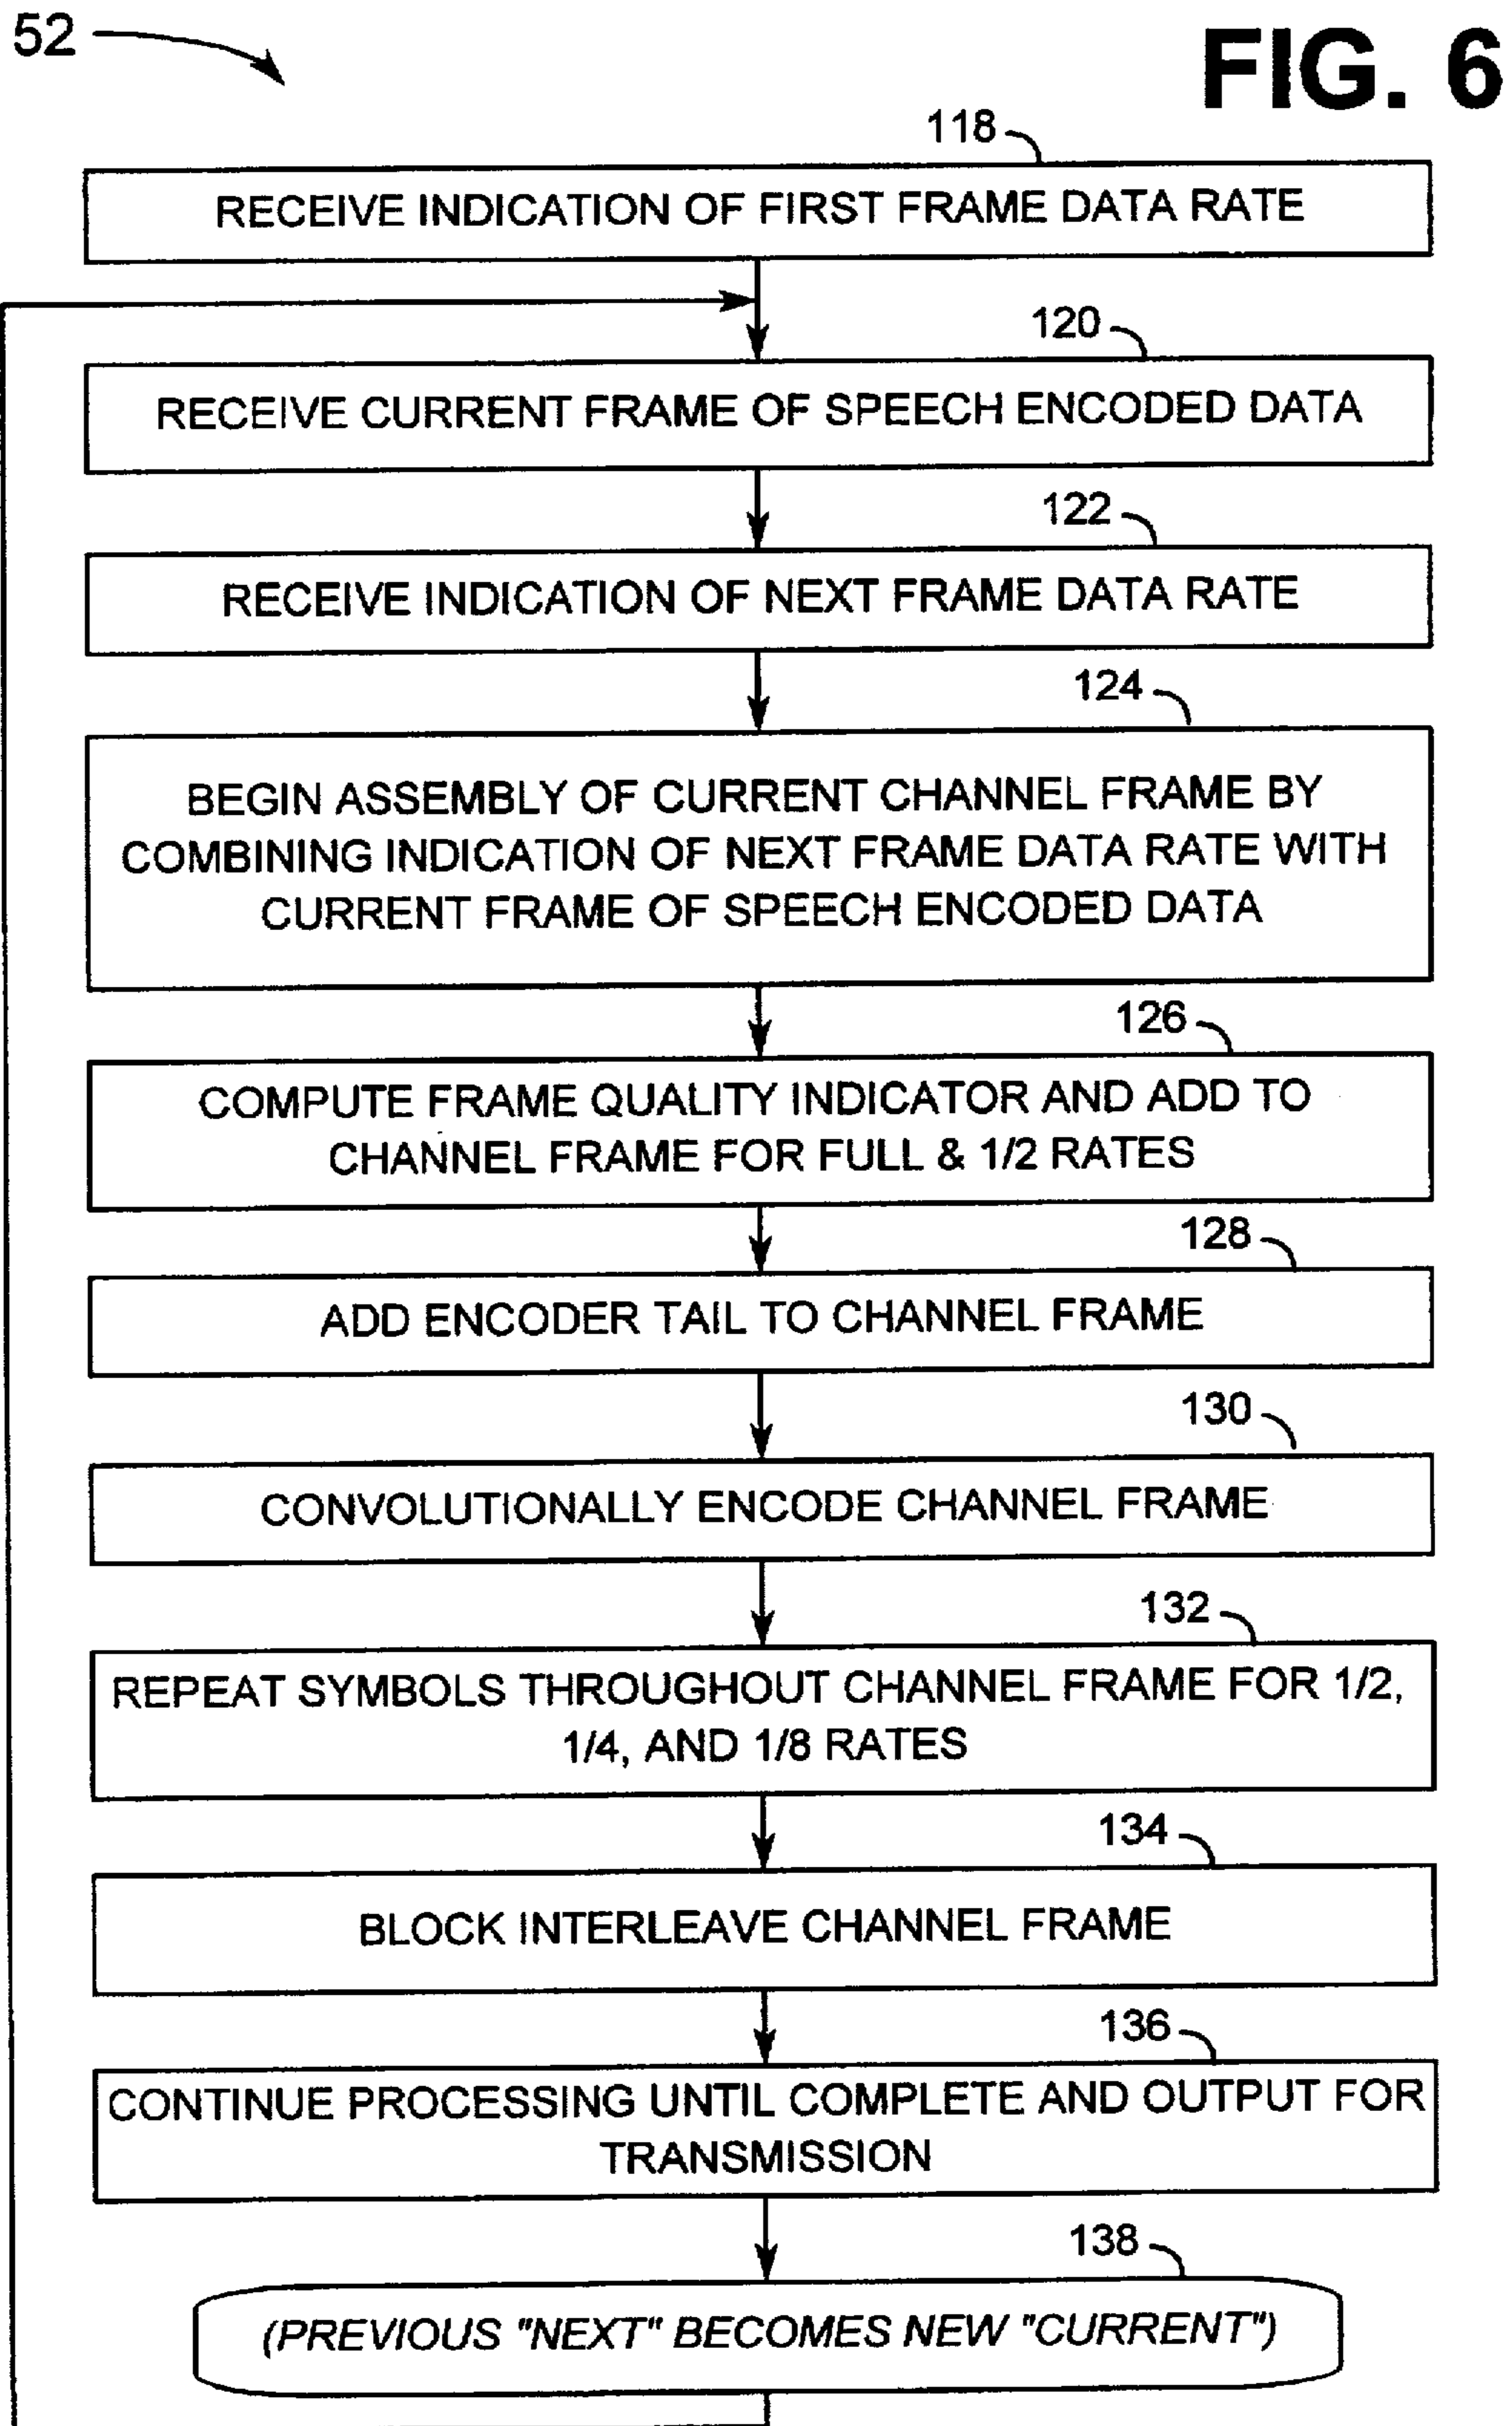 52
FIG. 6
118
RECEIVE INDICATION OF FIRST FRAME DATA RATE
120
RECEIVE CURRENT FRAME OF SPEECH ENCODED DATA
122
RECEIVE INDICATION OF NEXT FRAME DATA RATE
124
BEGIN ASSEMBLY OF CURRENT CHANNEL FRAME BY
COMBINING INDICATION OF NEXT FRAME DATA RATE WITH
CURRENT FRAME OF SPEECH ENCODED DATA
126
COMPUTE FRAME QUALITY INDICATOR AND ADD TO
CHANNEL FRAME FOR FULL & 1/2 RATES
128
ADD ENCODER TAIL TO CHANNEL FRAME
130
CONVOLUTIONALLY ENCODE CHANNEL FRAME
132
REPEAT SYMBOLS THROUGHOUT CHANNEL FRAME FOR 1/2,
1/4, AND 1/8 RATES
134
BLOCK INTERLEAVE CHANNEL FRAME
136
CONTINUE PROCESSING UNTIL COMPLETE AND OUTPUT FOR
TRANSMISSION
138
(PREVIOUS "NEXT" BECOMES NEW "CURRENT")